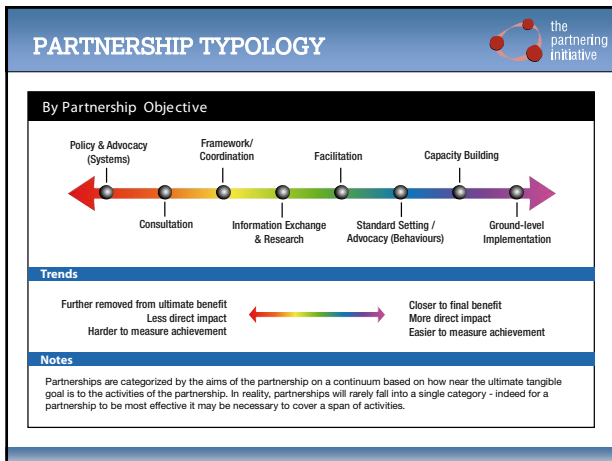 PARTNERSHIP TYPOLOGY
the
partnering
initiative
By Partnership Objective
Policy & Advocacy
(Systems)
Framework/
Coordination
Facilitation
Capacity Building
Consultation
Information Exchange
& Research
Standard Setting /
Advocacy (Behaviours)
Ground-level
Implementation
Trends
Further removed from ultimate benefit
Less direct impact
Harder to measure achievement
Closer to final benefit
More direct impact
Easier to measure achievement
Notes
Partnerships are categorized by the aims of the partnership on a continuum based on how near the ultimate tangible
goal is to the activities of the partnership. In reality, partnerships will rarely fall into a single category - indeed for a
partnership to be most effective it may be necessary to cover a span of activities.